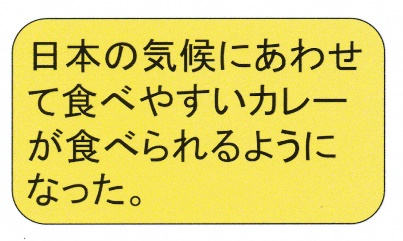 日本の気候にあわせ
て食べやすいカレー
が食べられるように
なった。